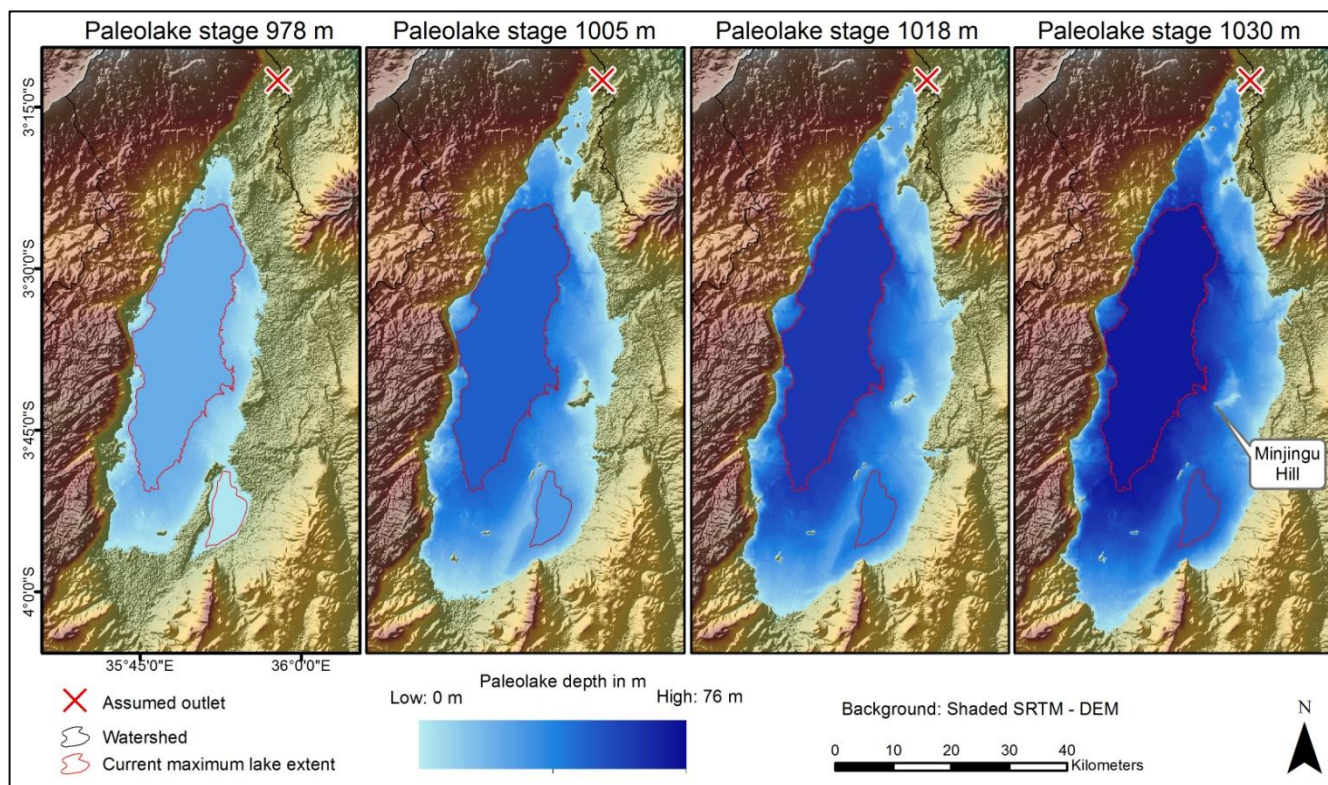 Paleolake stage 978 m
Paleolake stage 1005 m
Paleolake stage 1018 m
Paleolake stage 1030 m
3°15'0"S
3°30'0"S
3°45'0"S
4°0'0"S
35°45'0"E
36°0'0"E
Minjingu
Hill
Assumed outlet
Watershed
Current maximum lake extent
Paleolake depth in m
Low: 0 m
High: 76 m
Background: Shaded SRTM - DEM
0 10 20 30 40
Kilometers
N